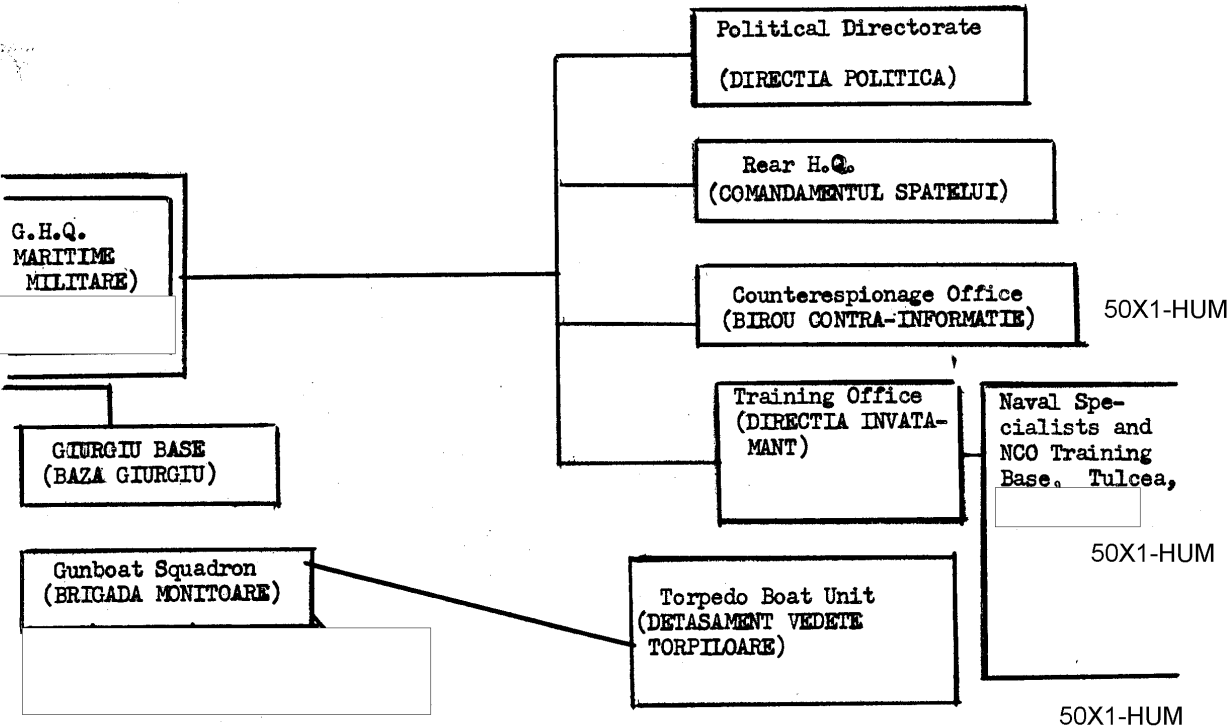 Political Directorate
(DIRECTIA POLITICA)
Rear H.Q.
(COMANDAMENTUL SPATELUI)
G.H.Q.
MARITIME
MILITARE)
Counterespionage Office
(BIROU CONTRA-INFORMATIE)
50X1-HUM
Training Office
(DIRECTIA INVATA-
MANT)
Naval Spe-
cialists and
NCO Training
Base. Tulcea,
50X1-HUM
GIURGIU BASE
(BAZA GIURGIU)
Gunboat Squadron
(BRIGADA MONITOARE)
Torpedo Boat Unit
(DETASAMENT VEDETE
TORPILOARE)
50X1-HUM